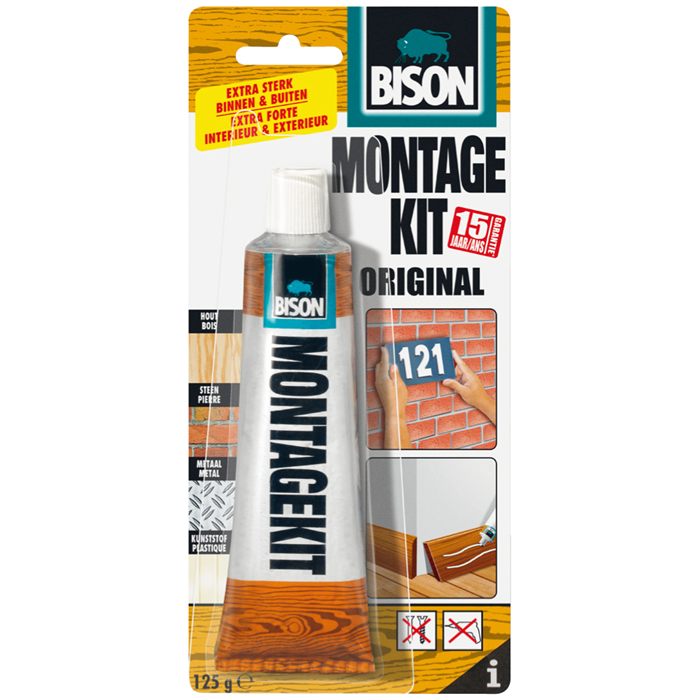 BISON
EXTRA STERK
BINNEN & BUITEN
EXTRA FORTE
INTERIEUR & EXTERIEUR
MONTAGE
KIT
15
JAAR/ANS
GARANTIE
ORIGINAL
BISON
MONTAGEKIT
HOUT
BOIS
STEEN
PIERRE
METAAL
METAL
KUNSTSTOF
PLASTIQUE
121
125 g ℮
i